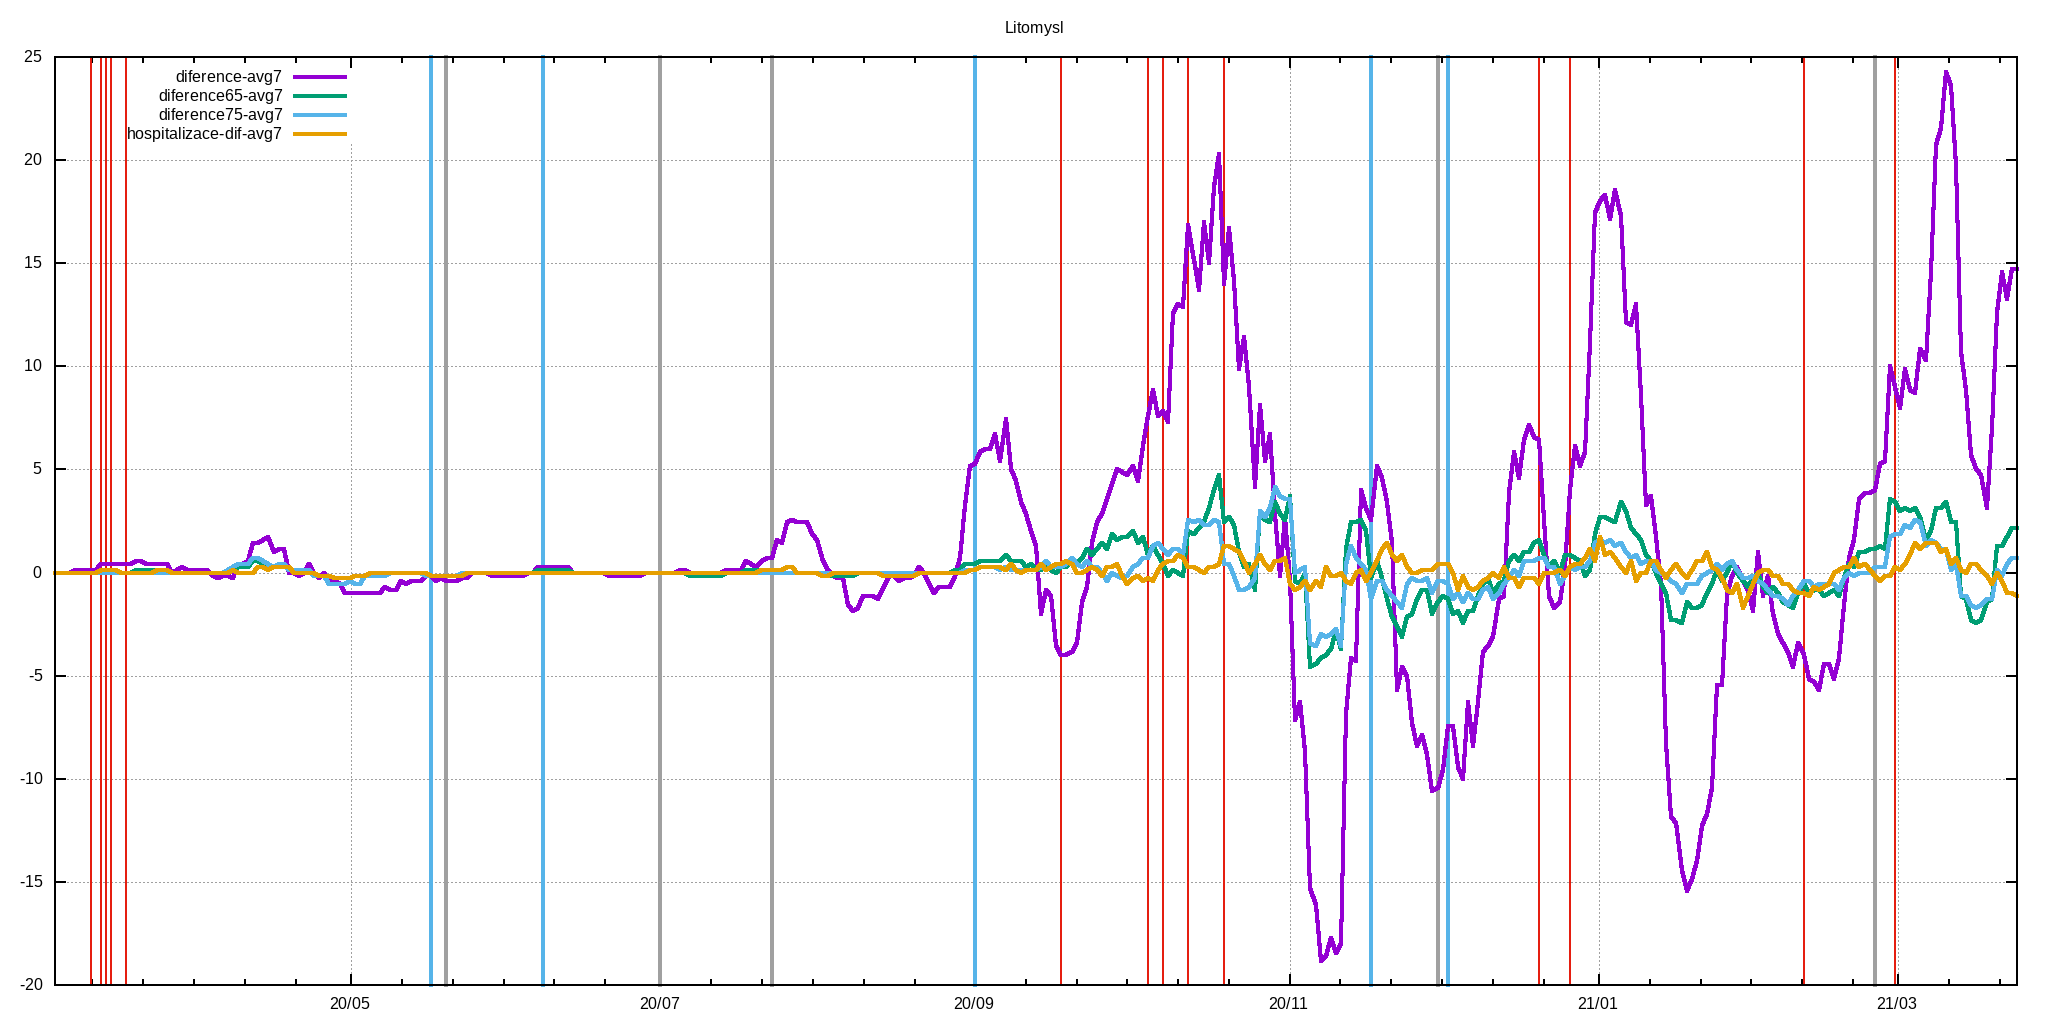 Litomysl
25
diference-avg7
diference65-avg7
diference75-avg7
hospitalizace-dif-avg7
20
15
10
5
0
-5
-10
-15
-20
20/05 20/07 20/09 20/11 21/01 21/03